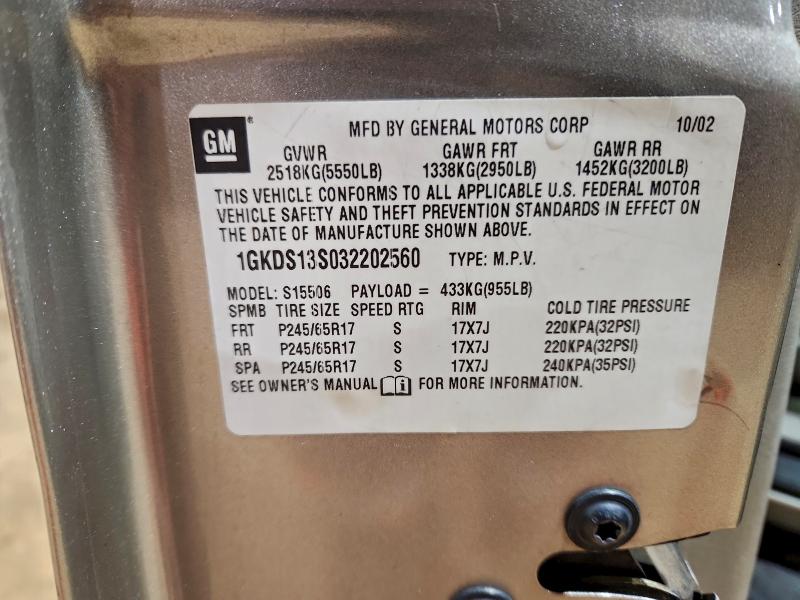 GM® MFD BY GENERAL MOTORS CORP 10/02
GVWR GAWR FRT GAWR RR
2518KG(5550LB) 1338KG(2950LB) 1452KG(3200LB)
THIS VEHICLE CONFORMS TO ALL APPLICABLE U.S. FEDERAL MOTOR
VEHICLE SAFETY AND THEFT PREVENTION STANDARDS IN EFFECT ON
THE DATE OF MANUFACTURE SHOWN ABOVE.
1GKDS13S032202560 TYPE: M.P.V.
MODEL: S15506 PAYLOAD = 433KG(955LB)
SPMB TIRE SIZE SPEED RTG RIM COLD TIRE PRESSURE
FRT P245/65R17 S 17X7J 220KPA(32PSI)
RR P245/65R17 S 17X7J 220KPA(32PSI)
SPA P245/65R17 S 17X7J 240KPA(35PSI)
SEE OWNER'S MANUAL FOR MORE INFORMATION.